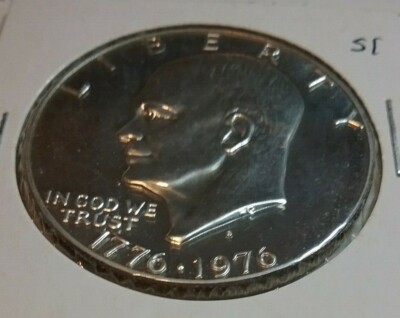 LIBERTY
IN GOD WE
TRUST
S
1776 • 1976